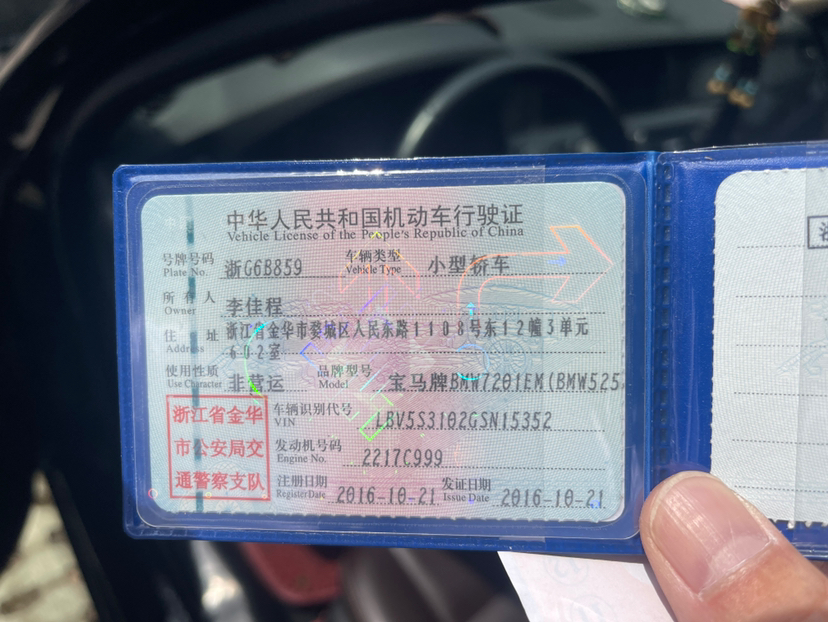 中华人民共和国机动车行驶证
Vehicle License of the People's Republic of China
号牌号码 浙G6B859 车辆类型 小型轿车
Plate No. Vehicle Type
所有人 李佳程
Owner
住址 浙江省金华市婺城区人民东路1108号东12幢3单元
Address 602室
使用性质 非营运 品牌型号 宝马牌BMW7201EM(BMW525
Use Character Model
浙江省金华
市公安局交
通警察支队
车辆识别代号 LBV5S3102GSN15352
VIN
发动机号码 2217C999
Engine No.
注册日期 2016-10-21 发证日期 2016-10-21
Register Date Issue Date